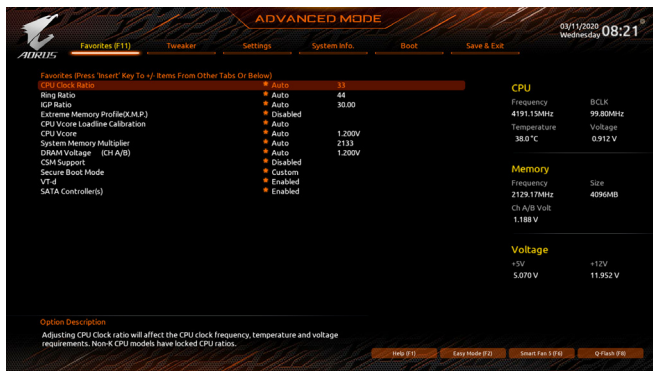 ADVANCED MODE
03/11/2020
Wednesday 08:21
AORUS
Favorites (F11) Tweaker Settings System Info. Boot Save & Exit
Favorites (Press 'Insert' Key To +/- Items From Other Tabs Or Below)
CPU Clock Ratio Auto 33
Ring Ratio Auto 44
IGP Ratio Auto 30.00
Extreme Memory Profile(X.M.P.) Disabled
CPU Vcore Loadline Calibration Auto
CPU Vcore Auto 1.200V
System Memory Multiplier Auto 2133
DRAM Voltage (CH A/B) Auto 1.200V
CSM Support Disabled
Secure Boot Mode Custom
VT-d Enabled
SATA Controller(s) Enabled
CPU
Frequency BCLK
4191.15MHz 99.80MHz
Temperature Voltage
38.0 °C 0.912 V
Memory
Frequency Size
2129.17MHz 4096MB
Ch A/B Volt
1.188 V
Voltage
+5V +12V
5.070 V 11.952 V
Option Description
Adjusting CPU Clock ratio will affect the CPU clock frequency, temperature and voltage
requirements. Non-K CPU models have locked CPU ratios.
Help (F1) Easy Mode (F2) Smart Fan 5 (F6) Q-Flash (F8)